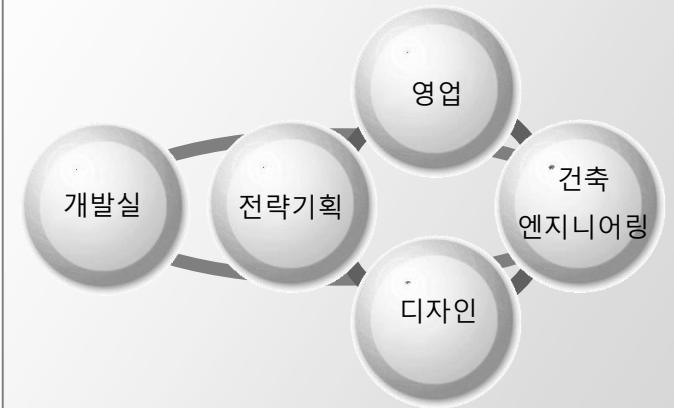 영업
개발실
전략기획
건축
엔지니어링
디자인